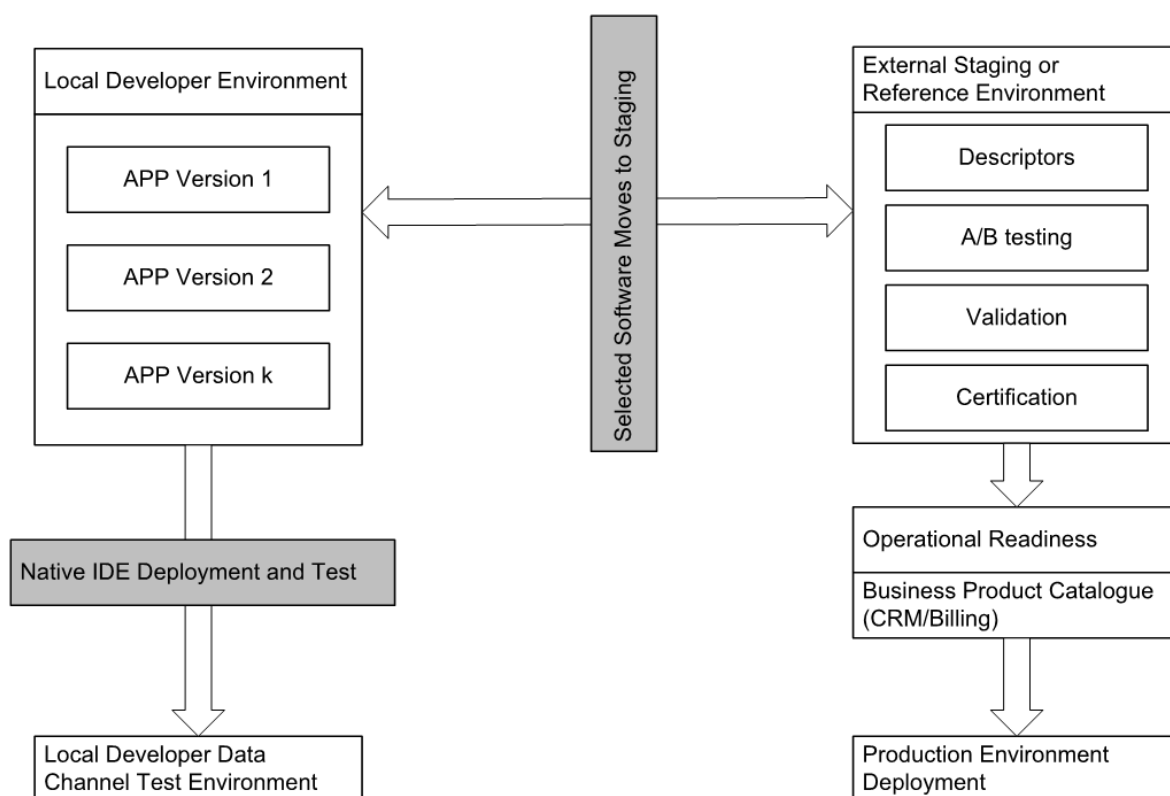 Local Developer Environment
APP Version 1
APP Version 2
APP Version k
Native IDE Deployment and Test
Local Developer Data
Channel Test Environment
Selected Software Moves to Staging
External Staging or
Reference Environment
Descriptors
A/B testing
Validation
Certification
Operational Readiness
Business Product Catalogue
(CRM/Billing)
Production Environment
Deployment